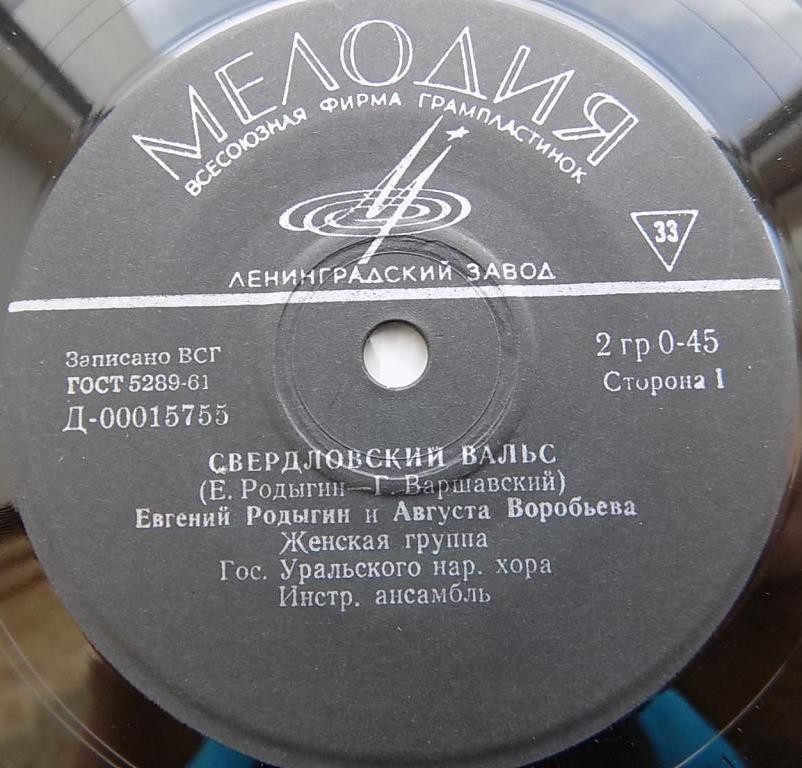 МЕЛОДИЯ
ВСЕСОЮЗНАЯ ФИРМА ГРАМПЛАСТИНОК
33
ЛЕНИНГРАДСКИЙ ЗАВОД
Записано ВСГ
ГОСТ 5289-61
Д-00015755
2 гр 0-45
Сторона 1
СВЕРДЛОВСКИЙ ВАЛЬС
(Е. Родыгин—Г. Варшавский)
Евгений Родыгин и Августа Воробьева
Женская группа
Гос. Уральского нар. хора
Инстр. ансамбль